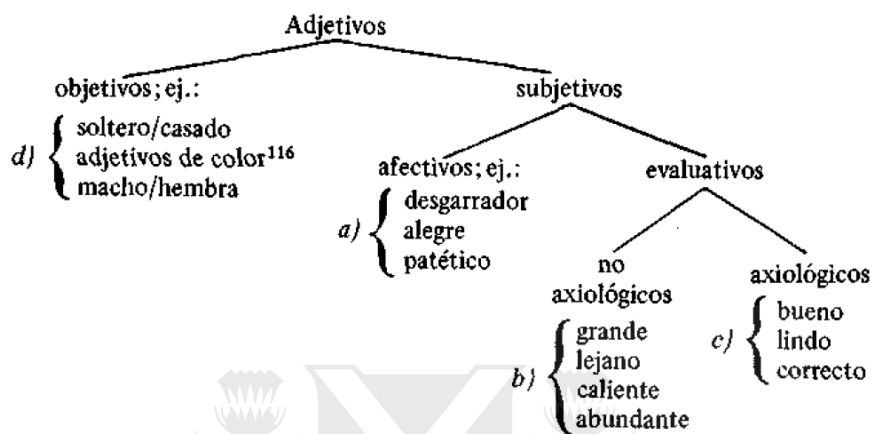 Adjetivos
objetivos; ej.:
subjetivos
d) soltero/casado
adjetivos de color116
macho/hembra
afectivos; ej.:
evaluativos
a) desgarrador
alegre
patético
no
axiológicos
axiológicos
b) grande
lejano
caliente
abundante
c) bueno
lindo
correcto